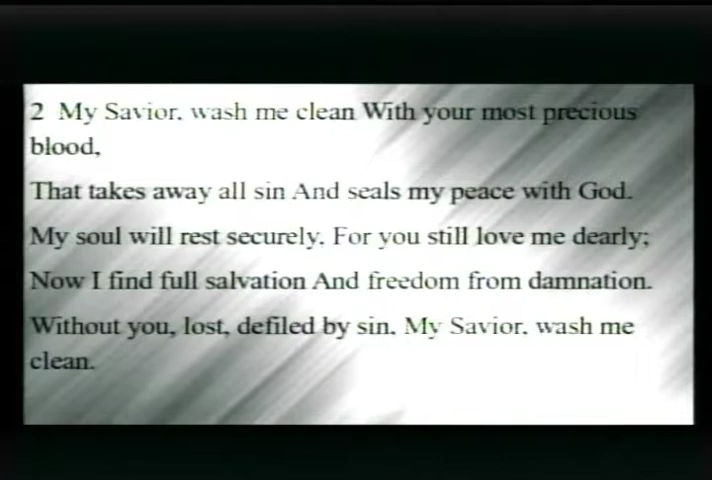 2 My Savior, wash me clean With your most precious
blood,
That takes away all sin And seals my peace with God.
My soul will rest securely, For you still love me dearly;
Now I find full salvation And freedom from damnation.
Without you, lost, defiled by sin, My Savior, wash me
clean.